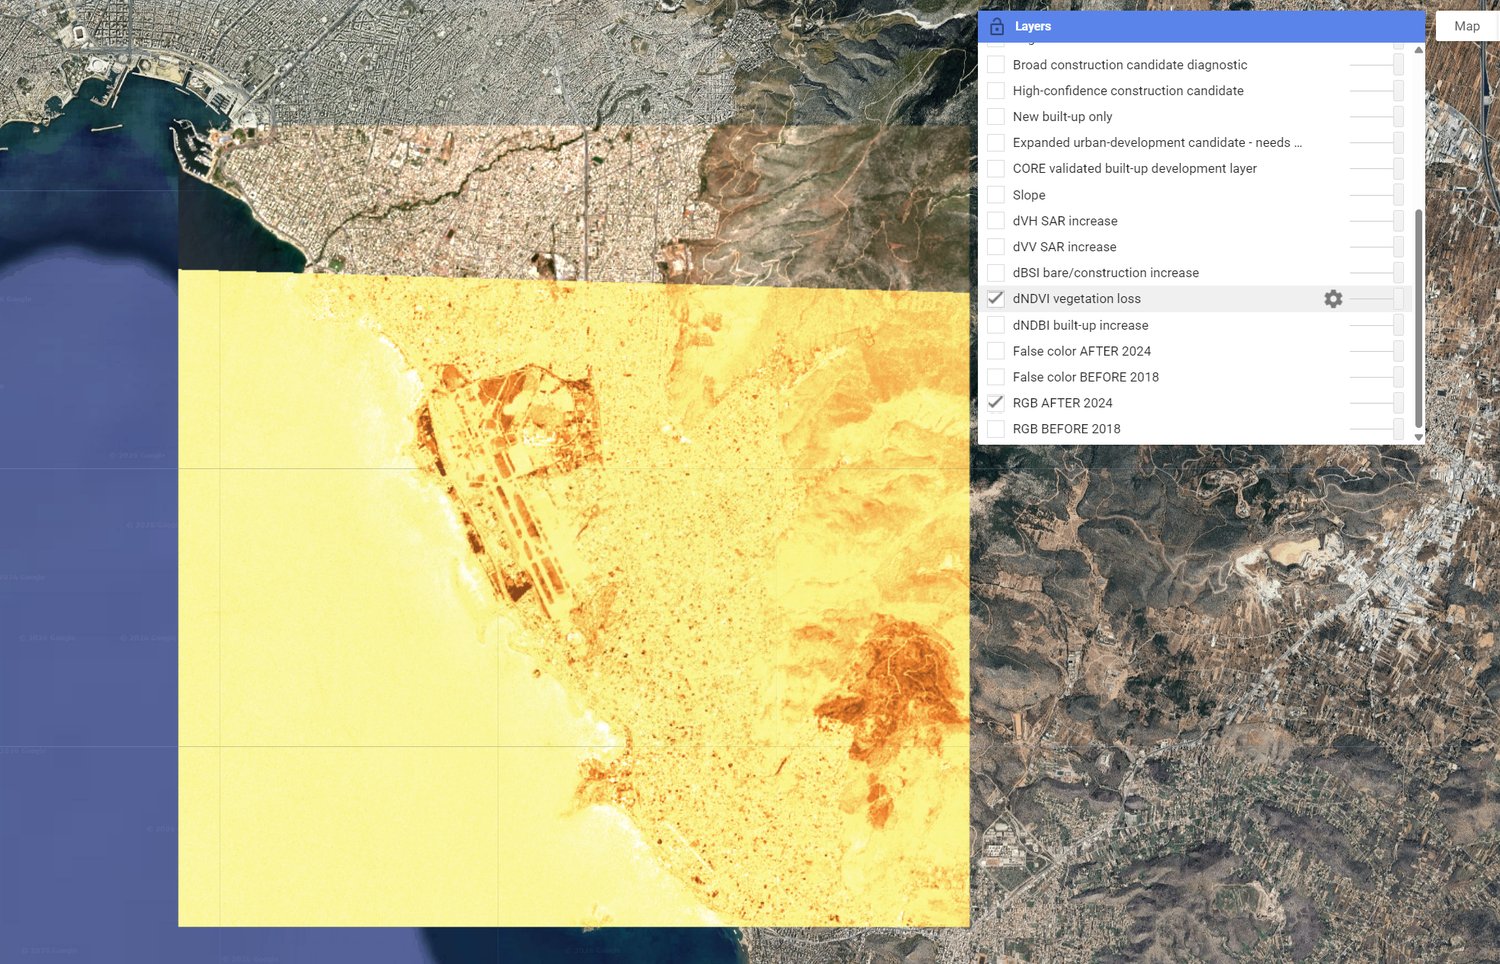 Layers
Map
Broad construction candidate diagnostic
High-confidence construction candidate
New built-up only
Expanded urban-development candidate - needs ...
CORE validated built-up development layer
Slope
dVH SAR increase
dVV SAR increase
dBSI bare/construction increase
dNDVI vegetation loss
dNDBI built-up increase
False color AFTER 2024
False color BEFORE 2018
RGB AFTER 2024
RGB BEFORE 2018